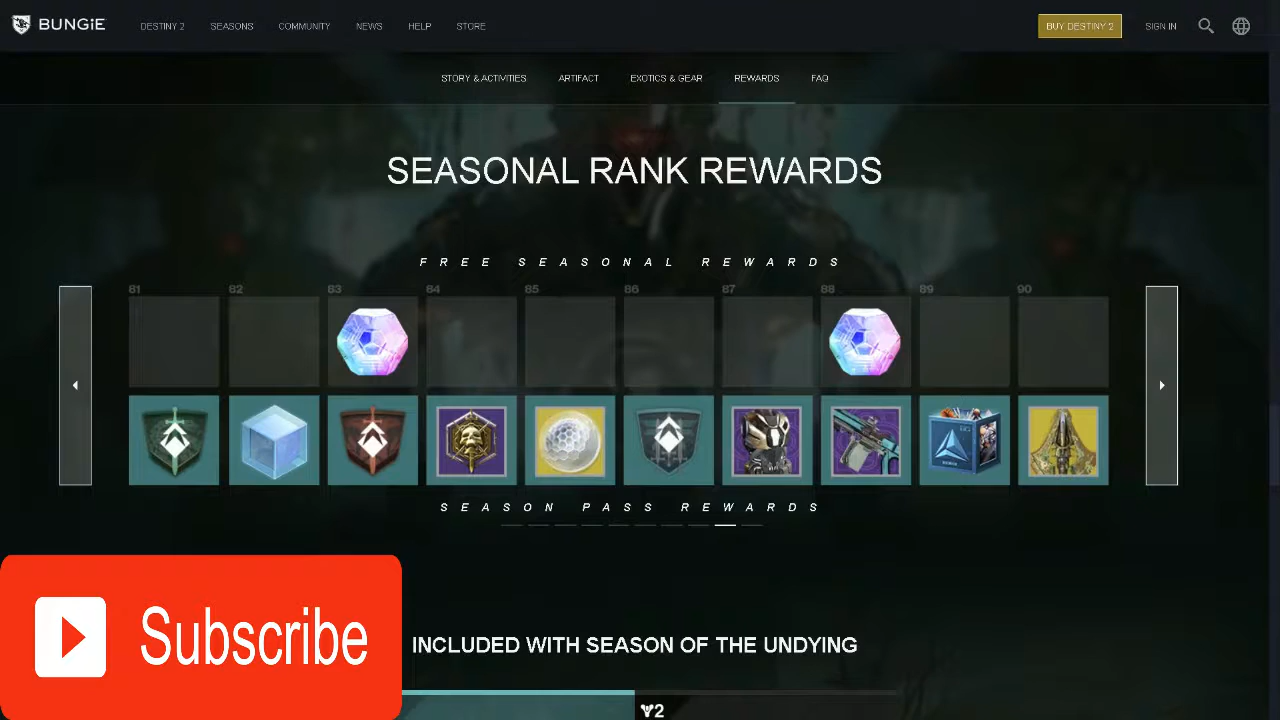 BUNGiE DESTINY 2 SEASONS COMMUNITY NEWS HELP STORE BUY DESTINY 2 SIGN IN
STORY & ACTIVITIES ARTIFACT EXOTICS & GEAR REWARDS FAQ
SEASONAL RANK REWARDS
FREE SEASONAL REWARDS
81 82 83 84 85 86 87 88 89 90
SEASON PASS REWARDS
Subscribe
INCLUDED WITH SEASON OF THE UNDYING
2